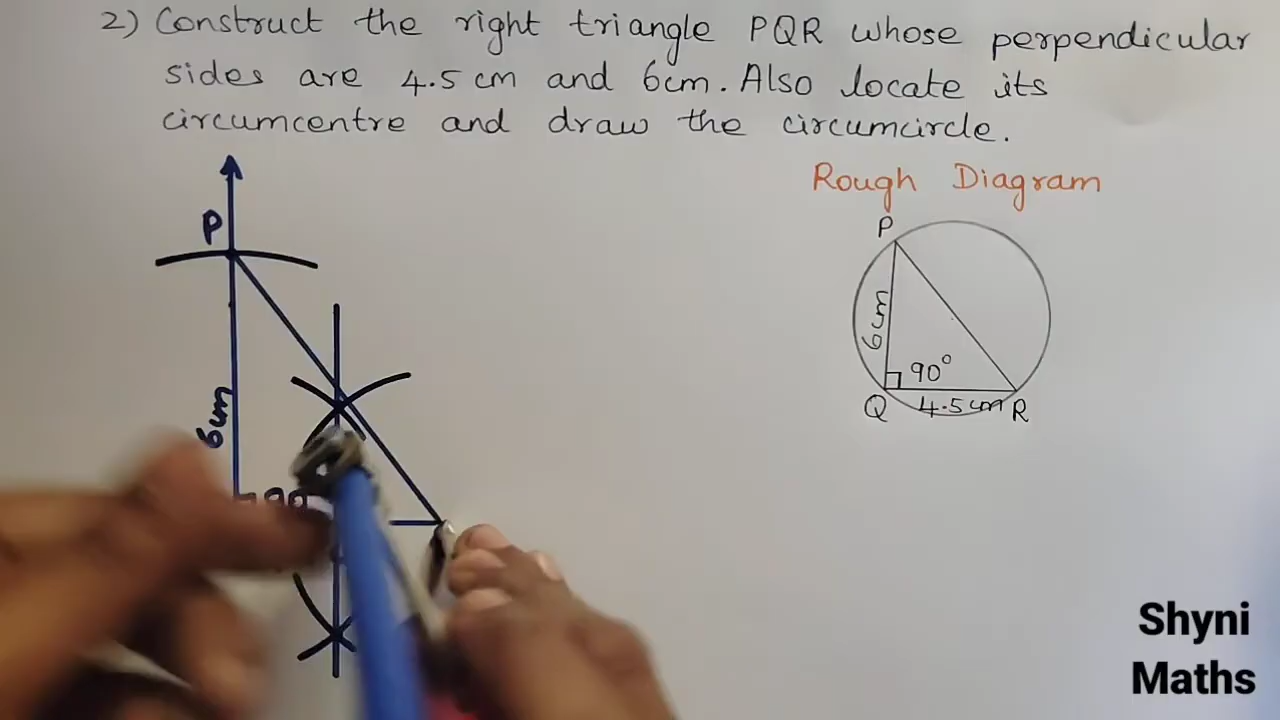 2) Construct the right triangle PQR whose perpendicular
sides are 4.5 cm and 6cm. Also locate its
circumcentre and draw the circumcircle.
Rough Diagram
P
P
6cm
6cm
90°
Q
4.5cm
R
90
Shyni
Maths